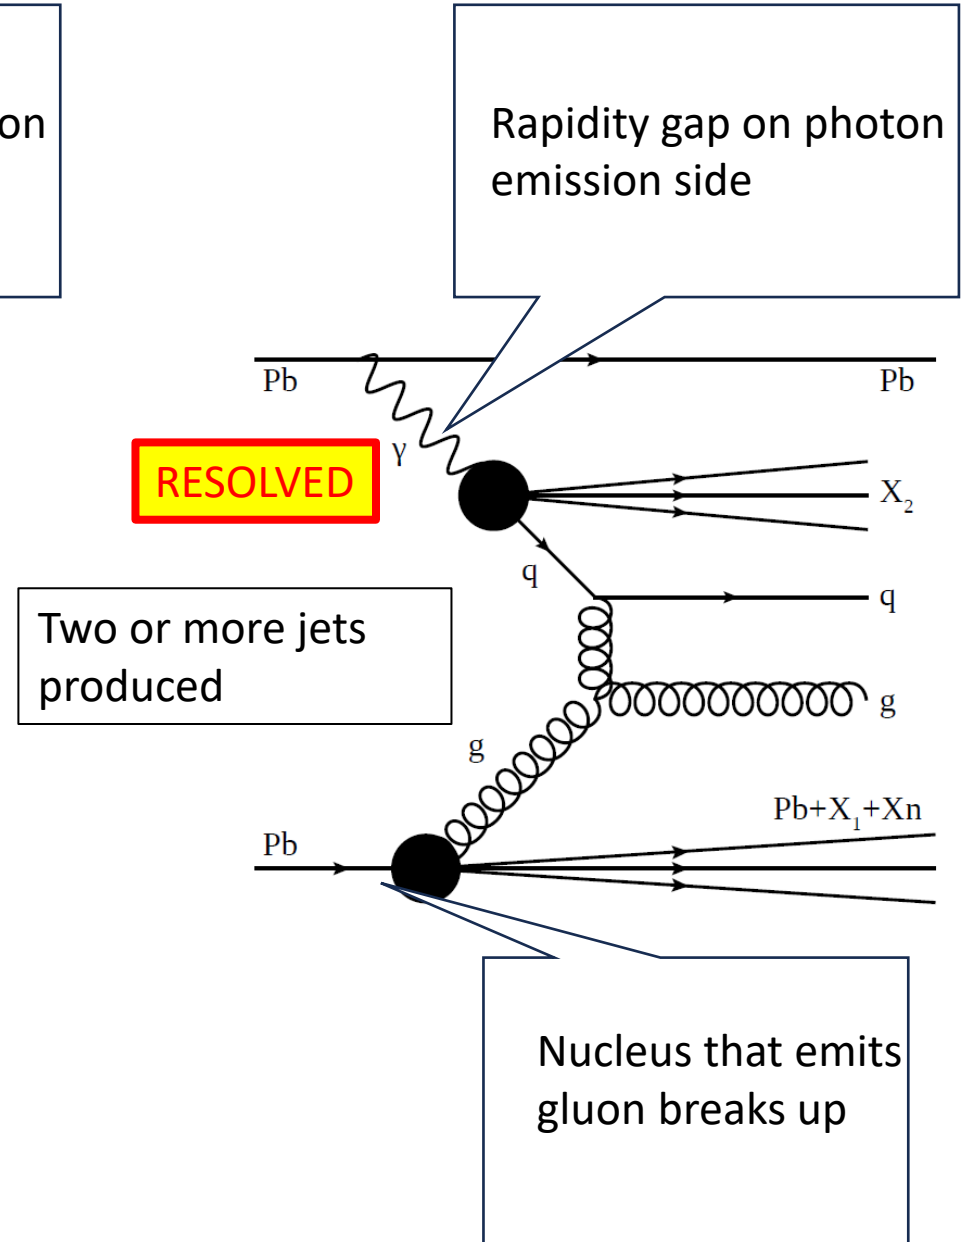 on
Rapidity gap on photon
emission side
Pb
Pb
γ
RESOLVED
X₂
q
q
Two or more jets
produced
g
g
Pb+X₁+Xn
Pb
Nucleus that emits
gluon breaks up